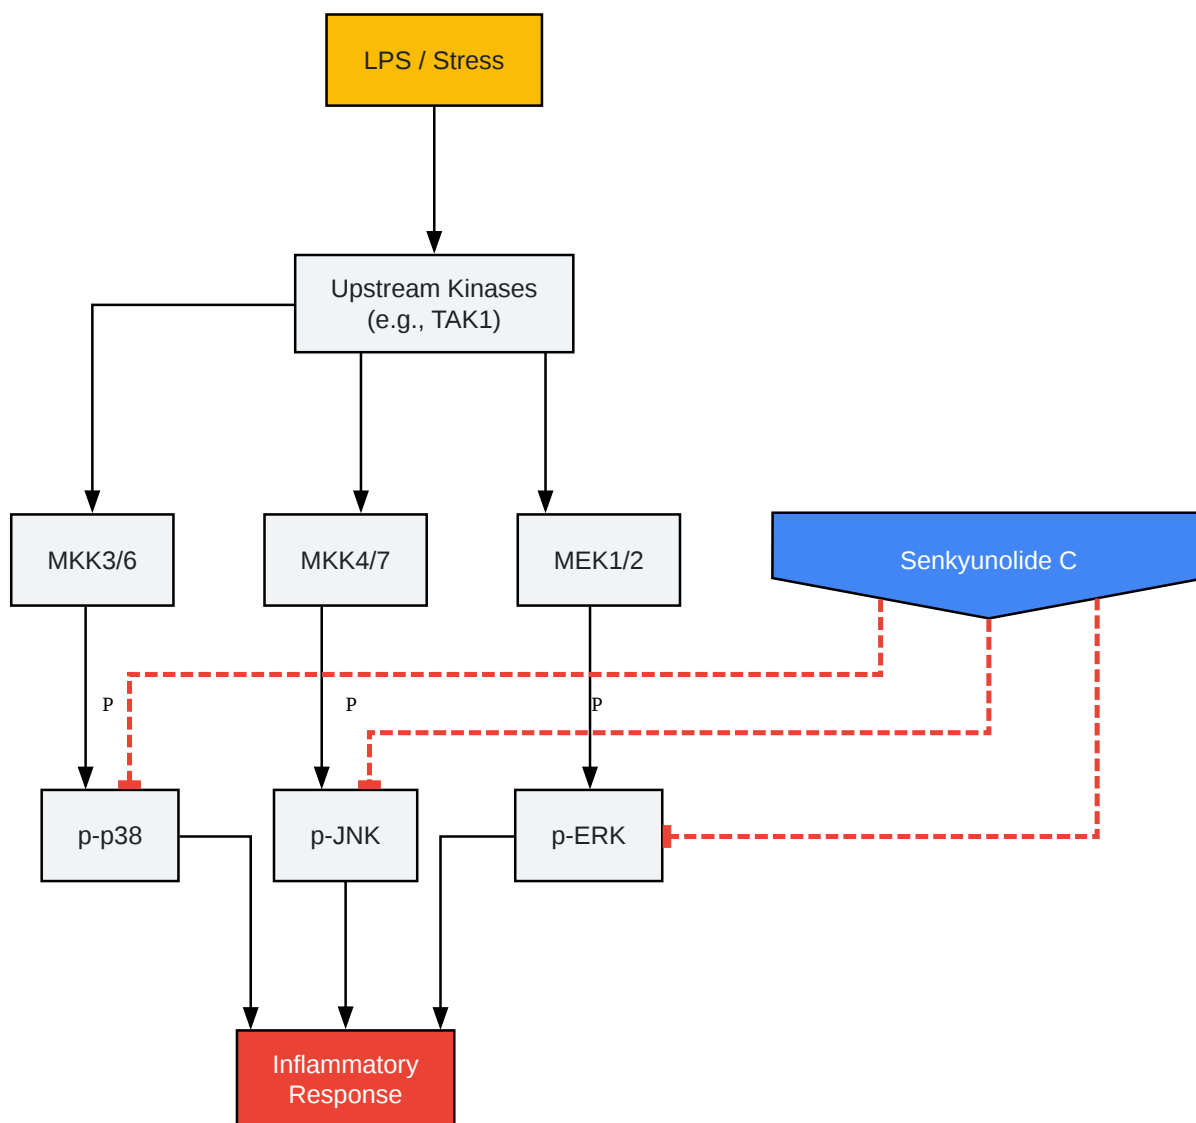 LPS / Stress
Upstream Kinases
(e.g., TAK1)
MKK3/6
MKK4/7
MEK1/2
Senkyunolide C
P
P
P
p-p38
p-JNK
p-ERK
Inflammatory
Response